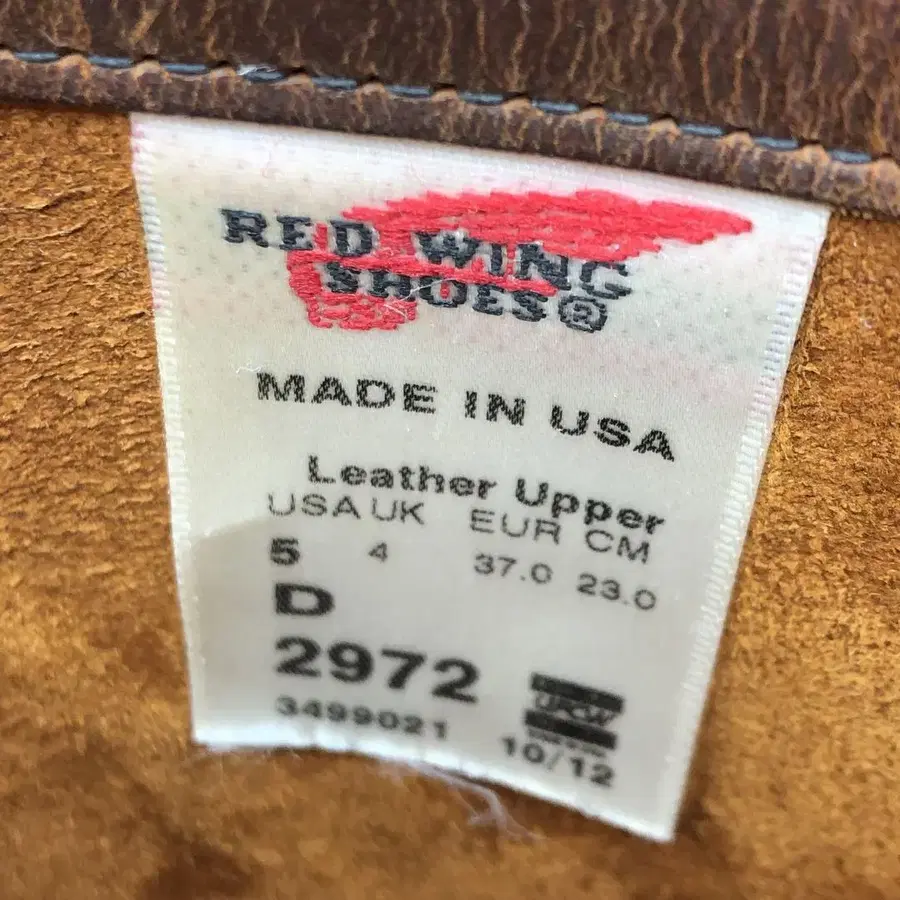 RED WING
SHOES®
MADE IN USA
Leather Upper
USA UK EUR CM
5 4 37.0 23.0
D
2972
3499021
UFCW
10/12